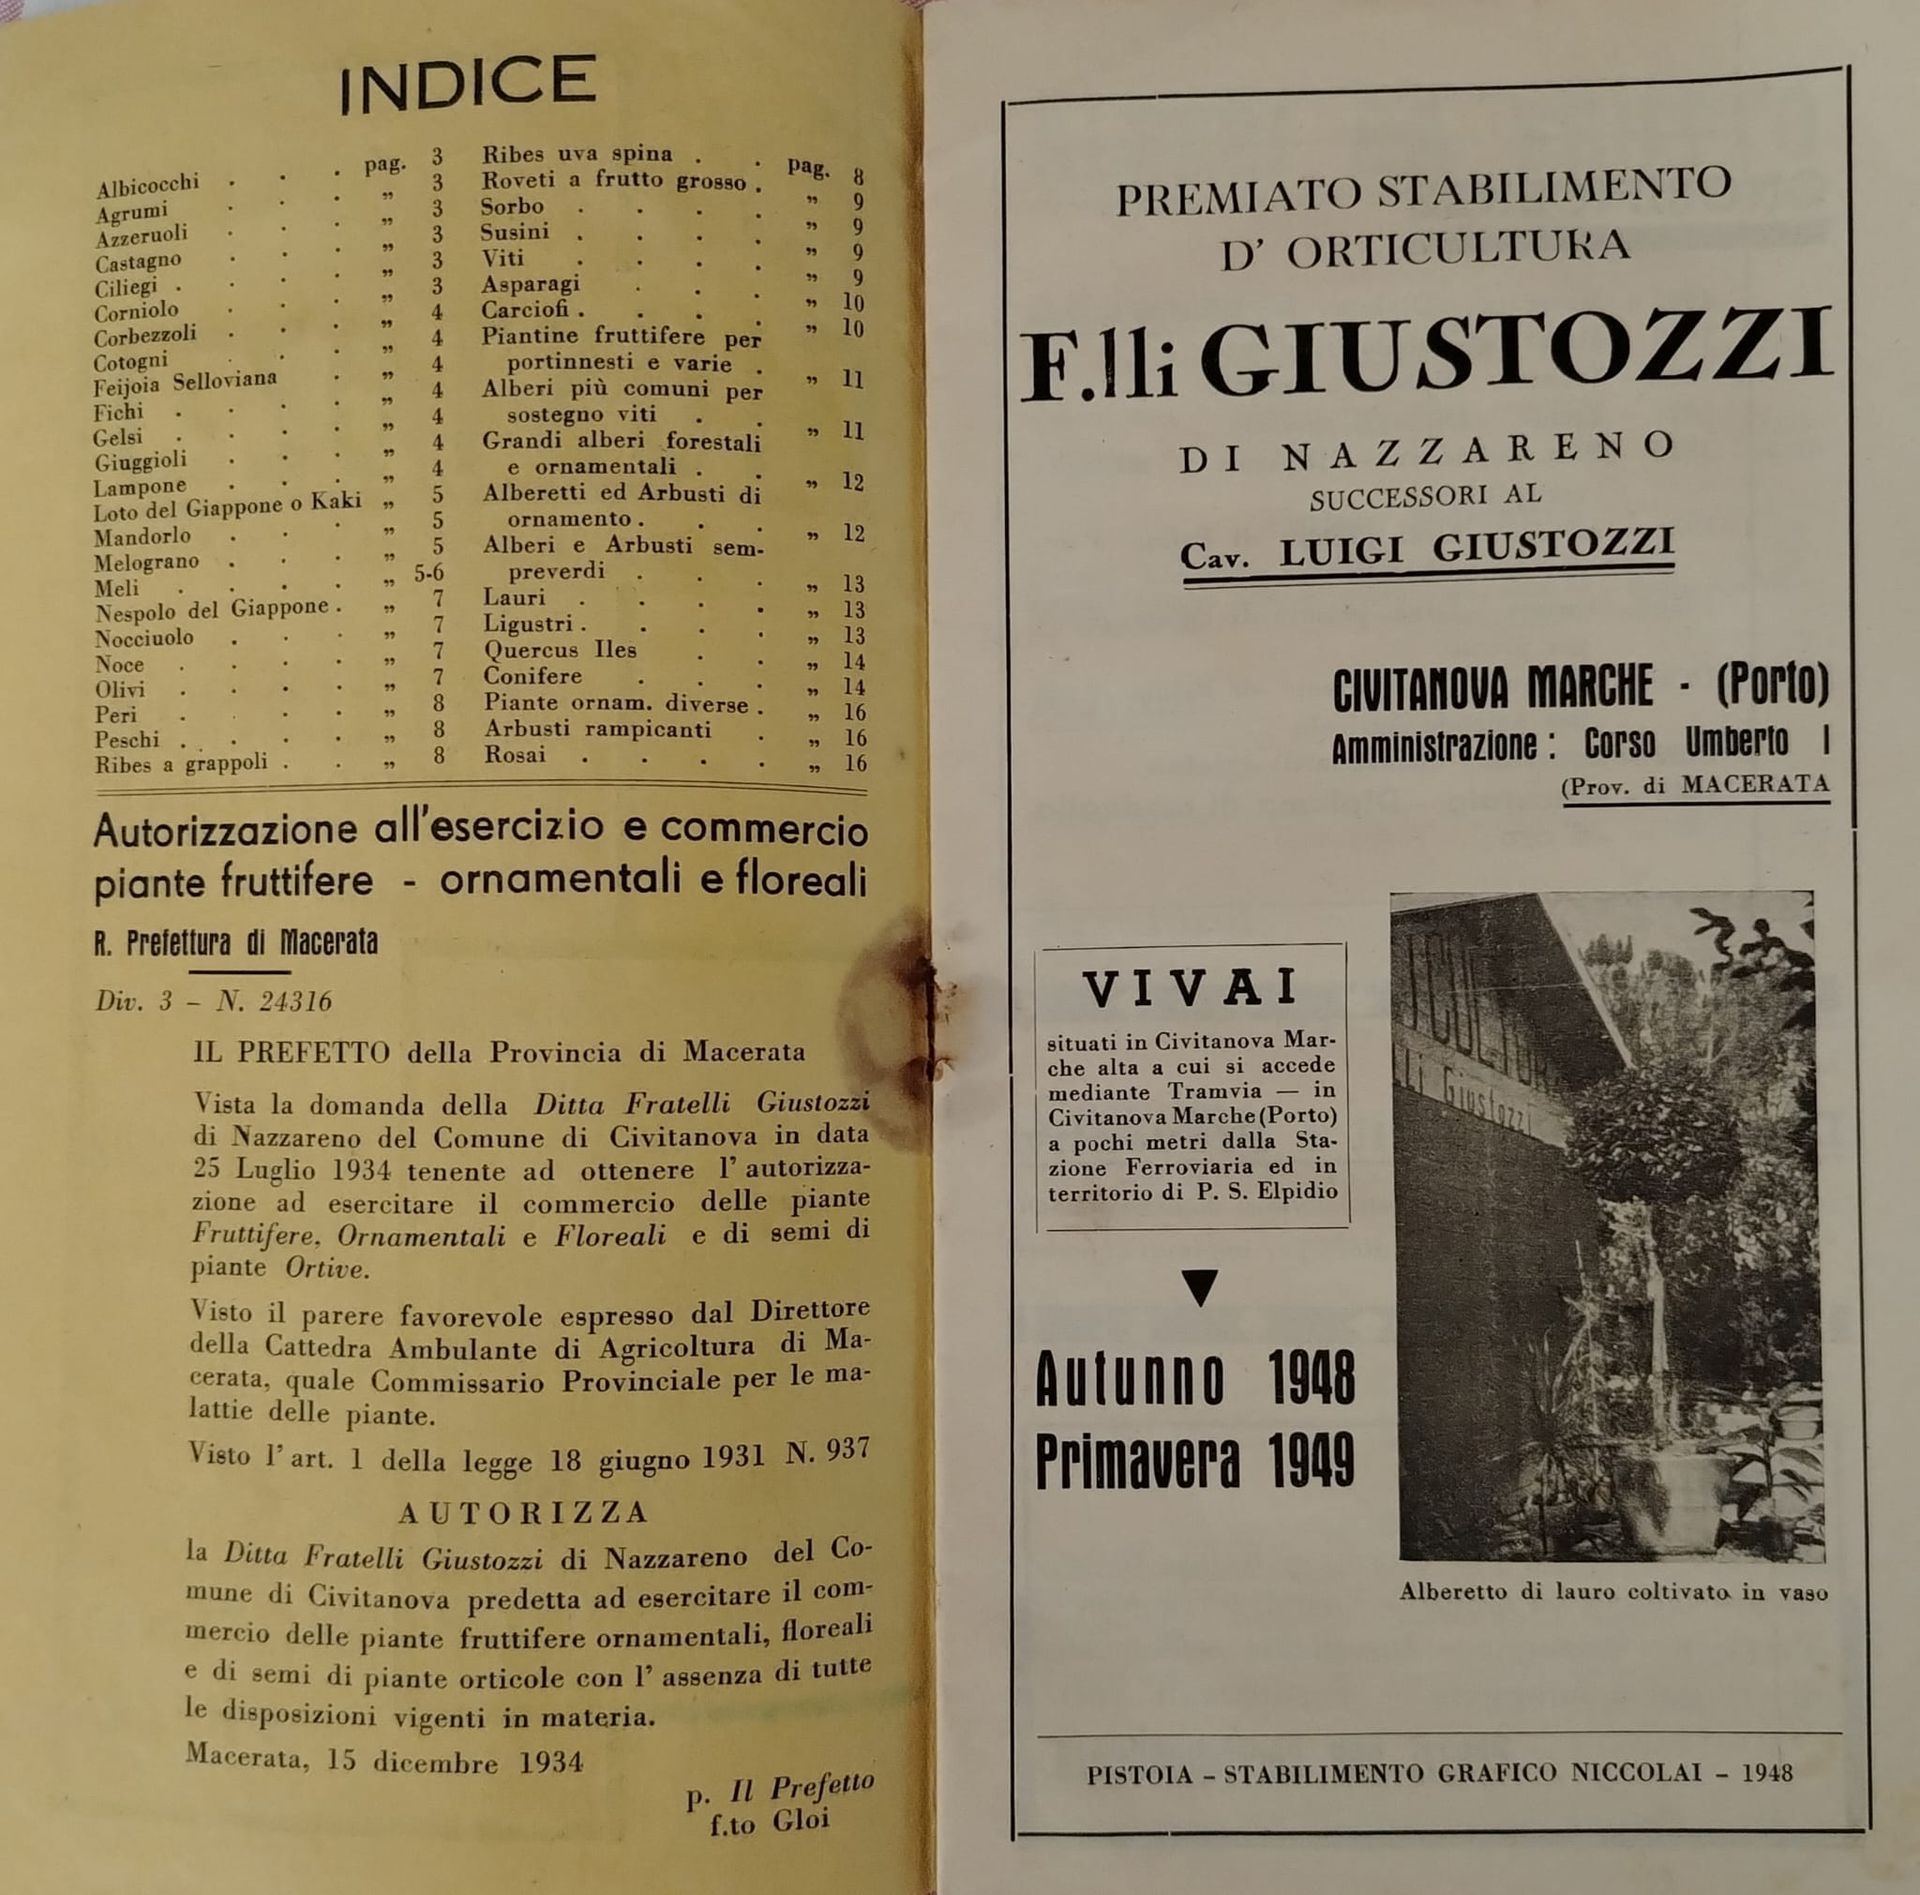 INDICE
Albicocchi . . . pag. 3
Agrumi . . . „ 3
Azzeruoli . . . „ 3
Castagno . . . „ 3
Ciliegi . . . . „ 3
Corniolo . . . „ 3
Corbezzoli . . . „ 4
Cotogni . . . „ 4
Feijoia Selloviana . „ 4
Fichi . . . . „ 4
Gelsi . . . . „ 4
Giuggioli . . . „ 4
Lampone . . . „ 4
Loto del Giappone o Kaki „ 5
Mandorlo . . . „ 5
Melograno . . . „ 5
Meli . . . . „ 5-6
Nespolo del Giappone . „ 7
Nocciuolo . . . „ 7
Noce . . . . „ 7
Olivi . . . . „ 7
Peri . . . . „ 8
Peschi . . . . „ 8
Ribes a grappoli . . „ 8
Ribes uva spina . . pag. 8
Roveti a frutto grosso . „ 9
Sorbo . . . . „ 9
Susini . . . . „ 9
Viti . . . . „ 9
Asparagi . . . „ 10
Carciofi . . . . „ 10
Piantine fruttifere per
portinnesti e varie . „ 11
Alberi più comuni per
sostegno viti . . „ 11
Grandi alberi forestali
e ornamentali . . „ 12
Alberetti ed Arbusti di
ornamento . . . „ 12
Alberi e Arbusti sem-
preverdi . . . „ 13
Lauri . . . . „ 13
Ligustri . . . . „ 13
Quercus Iles . . „ 14
Conifere . . . „ 14
Piante ornam. diverse . „ 16
Arbusti rampicanti . „ 16
Rosai . . . . „ 16
Autorizzazione all'esercizio e commercio
piante fruttifere - ornamentali e floreali
R. Prefettura di Macerata
Div. 3 – N. 24316
IL PREFETTO della Provincia di Macerata
Vista la domanda della Ditta Fratelli Giustozzi
di Nazzareno del Comune di Civitanova in data
25 Luglio 1934 tenente ad ottenere l' autorizza-
zione ad esercitare il commercio delle piante
Fruttifere, Ornamentali e Floreali e di semi di
piante Ortive.
Visto il parere favorevole espresso dal Direttore
della Cattedra Ambulante di Agricoltura di Ma-
cerata, quale Commissario Provinciale per le ma-
lattie delle piante.
Visto l' art. 1 della legge 18 giugno 1931 N. 937
AUTORIZZA
la Ditta Fratelli Giustozzi di Nazzareno del Co-
mune di Civitanova predetta ad esercitare il com-
mercio delle piante fruttifere ornamentali, floreali
e di semi di piante orticole con l' assenza di tutte
le disposizioni vigenti in materia.
Macerata, 15 dicembre 1934
p. Il Prefetto
f.to Gloi
PREMIATO STABILIMENTO
D' ORTICULTURA
F.lli GIUSTOZZI
DI NAZZARENO
SUCCESSORI AL
Cav. LUIGI GIUSTOZZI
CIVITANOVA MARCHE - (Porto)
Amministrazione : Corso Umberto I
(Prov. di MACERATA
VIVAI
situati in Civitanova Mar-
che alta a cui si accede
mediante Tramvia — in
Civitanova Marche (Porto)
a pochi metri dalla Sta-
zione Ferroviaria ed in
territorio di P. S. Elpidio
Autunno 1948
Primavera 1949
Giustozzi
Alberetto di lauro coltivato in vaso
PISTOIA – STABILIMENTO GRAFICO NICCOLAI – 1948